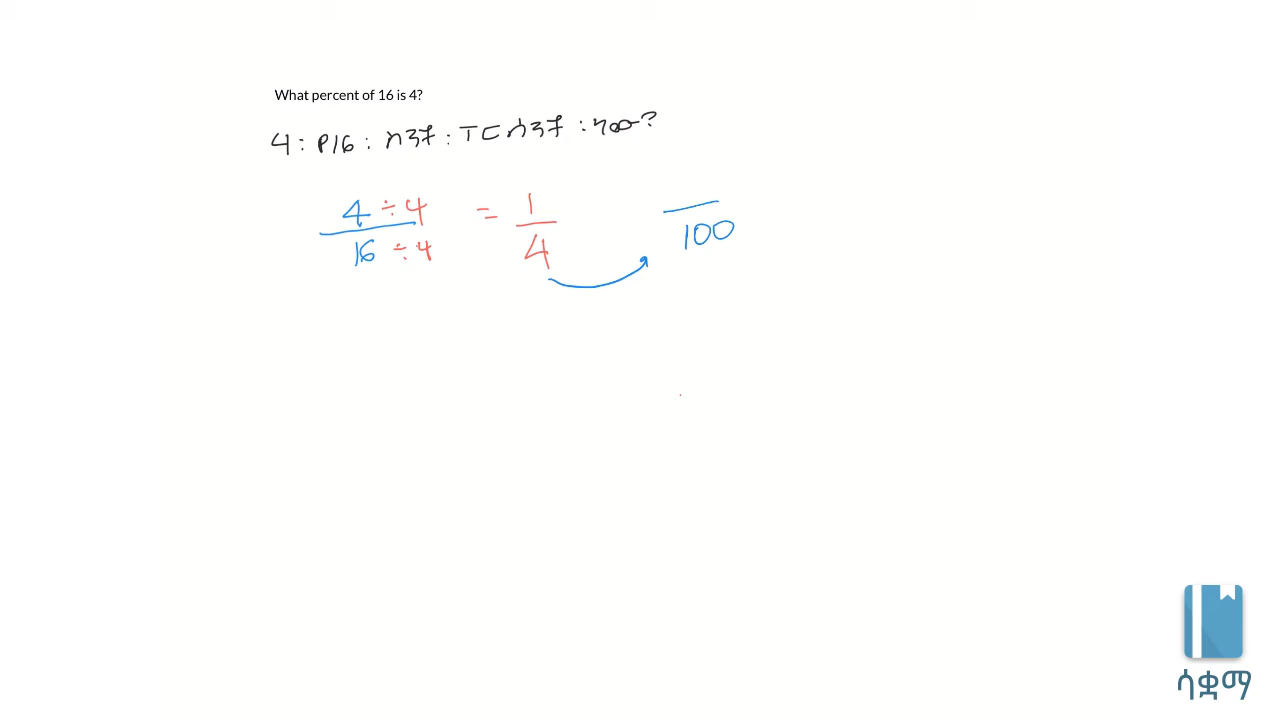 What percent of 16 is 4?
4 : የ16 : ስንት : ፐርሰንት : ነው?
4 ÷ 4 = 1
16 ÷ 4 4 100
ሳቋማ